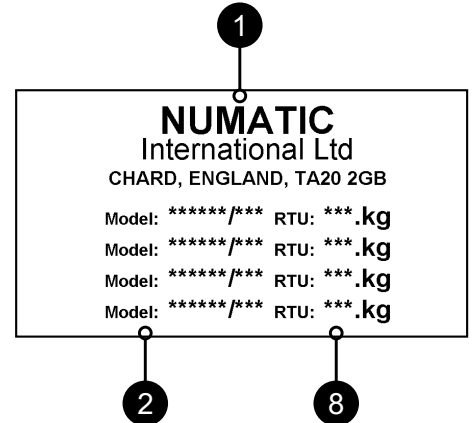 1
NUMATIC
International Ltd
CHARD, ENGLAND, TA20 2GB
Model: ******/*** RTU: ***.kg
Model: ******/*** RTU: ***.kg
Model: ******/*** RTU: ***.kg
Model: ******/*** RTU: ***.kg
2 8